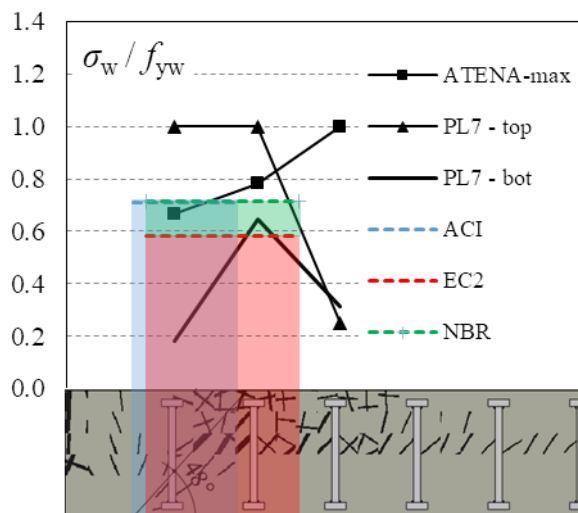 1.4
σw / fyw
1.2
1.0
0.8
0.6
0.4
0.2
0.0
ATENA-max
PL7 - top
PL7 - bot
ACI
EC2
NBR
48°